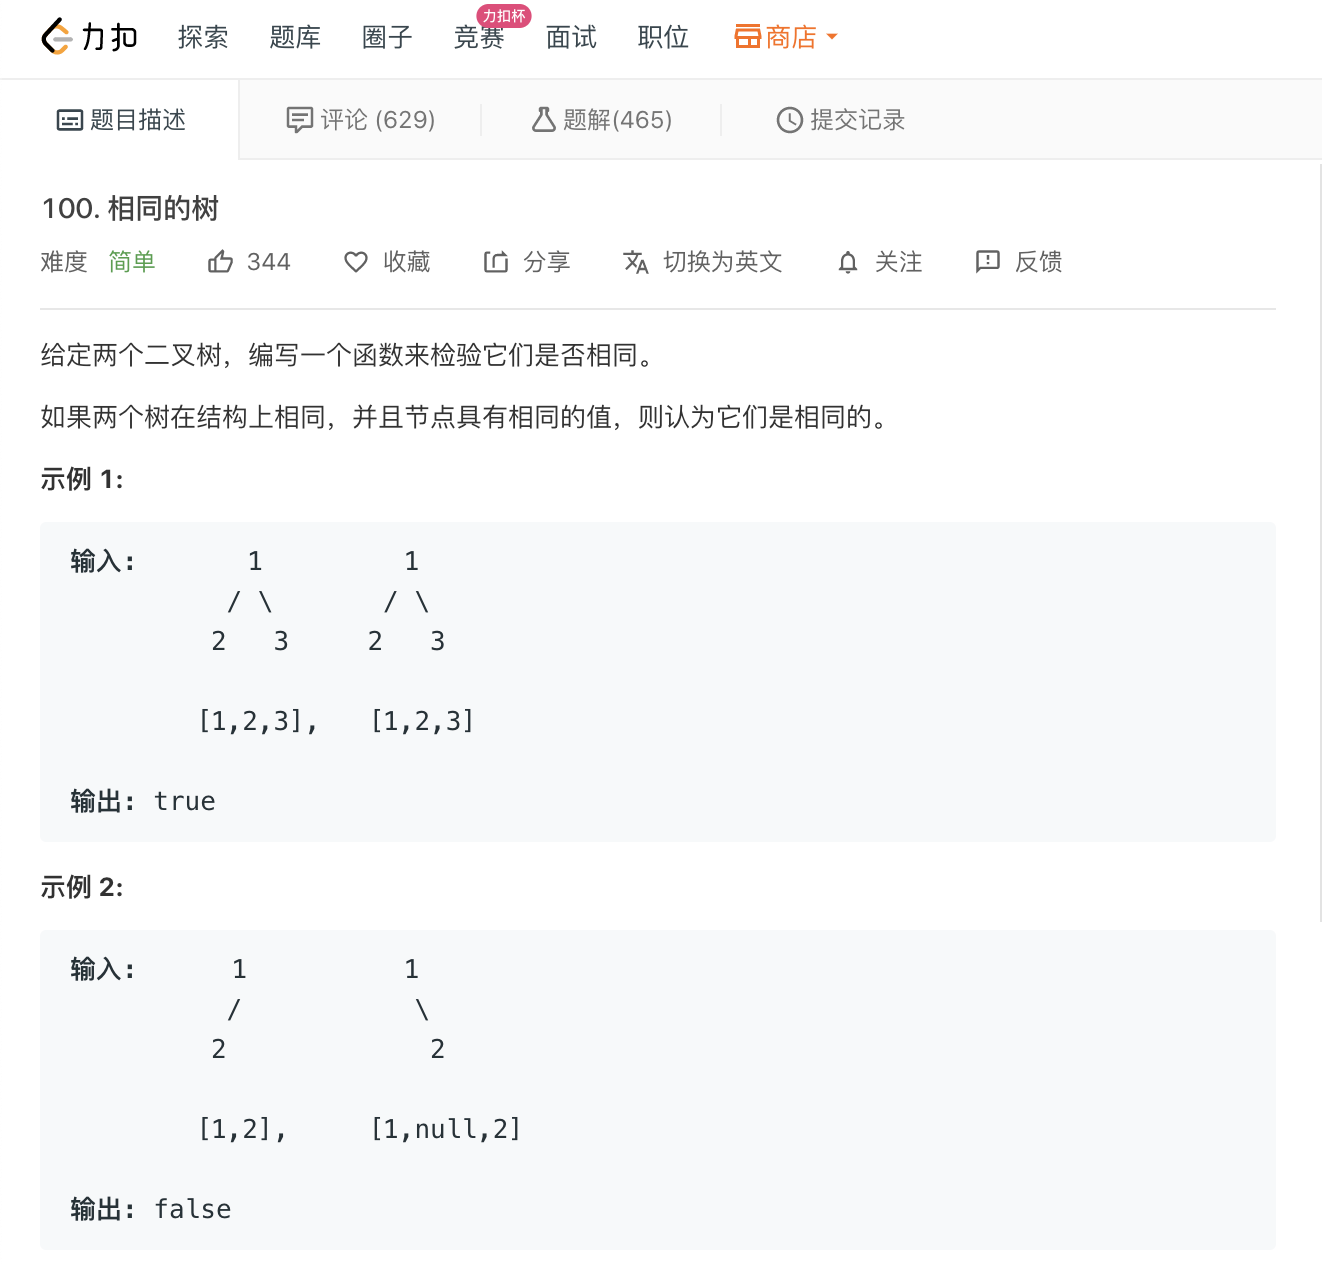 力扣 探索 题库 圈子 竞赛 力扣杯 面试 职位 商店
题目描述 评论 (629) 题解(465) 提交记录
100. 相同的树
难度 简单 344 收藏 分享 切换为英文 关注 反馈
给定两个二叉树，编写一个函数来检验它们是否相同。
如果两个树在结构上相同，并且节点具有相同的值，则认为它们是相同的。
示例 1:
输入:       1         1
          / \       / \
         2   3     2   3
        [1,2,3],   [1,2,3]
输出: true
示例 2:
输入:      1          1
          /           \
         2             2
        [1,2],     [1,null,2]
输出: false